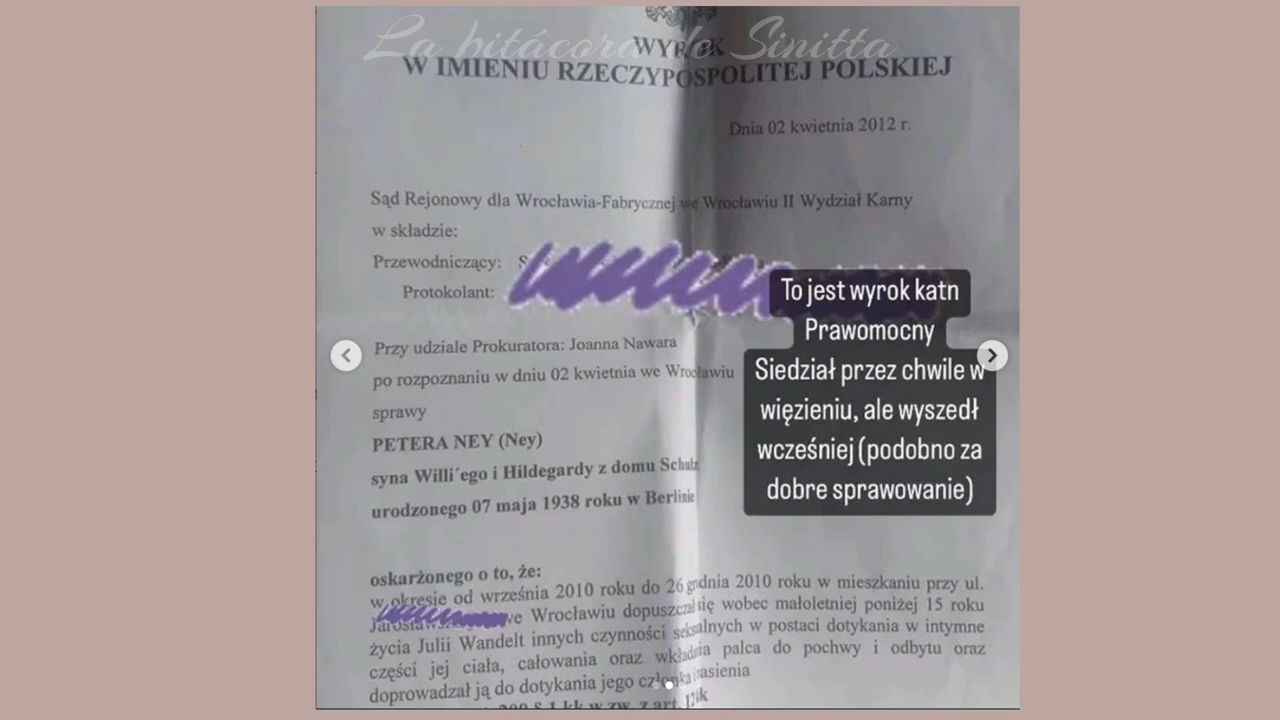 La bitácora de Sinitta
WYROK
W IMIENIU RZECZYPOSPOLITEJ POLSKIEJ
Dnia 02 kwietnia 2012 r.
Sąd Rejonowy dla Wrocławia-Fabrycznej we Wrocławiu II Wydział Karny
w składzie:
Przewodniczący:
Protokolant:
Przy udziale Prokuratora: Joanna Nawara
po rozpoznaniu w dniu 02 kwietnia we Wrocławiu
sprawy
PETERA NEY (Ney)
syna Willi´ego i Hildegardy z domu Schulz
urodzonego 07 maja 1938 roku w Berlinie
oskarżonego o to, że:
w okresie od września 2010 roku do 26 grudnia 2010 roku w mieszkaniu przy ul.
we Wrocławiu dopuszczał się wobec małoletniej poniżej 15 roku
życia Julii Wandelt innych czynności seksualnych w postaci dotykania w intymne
części jej ciała, całowania oraz wkładania palca do pochwy i odbytu oraz
doprowadzał ją do dotykania jego członka
§ 1 kk w zw. z art.
To jest wyrok katn
Prawomocny
Siedział przez chwile w
więzieniu, ale wyszedł
wcześniej (podobno za
dobre sprawowanie)